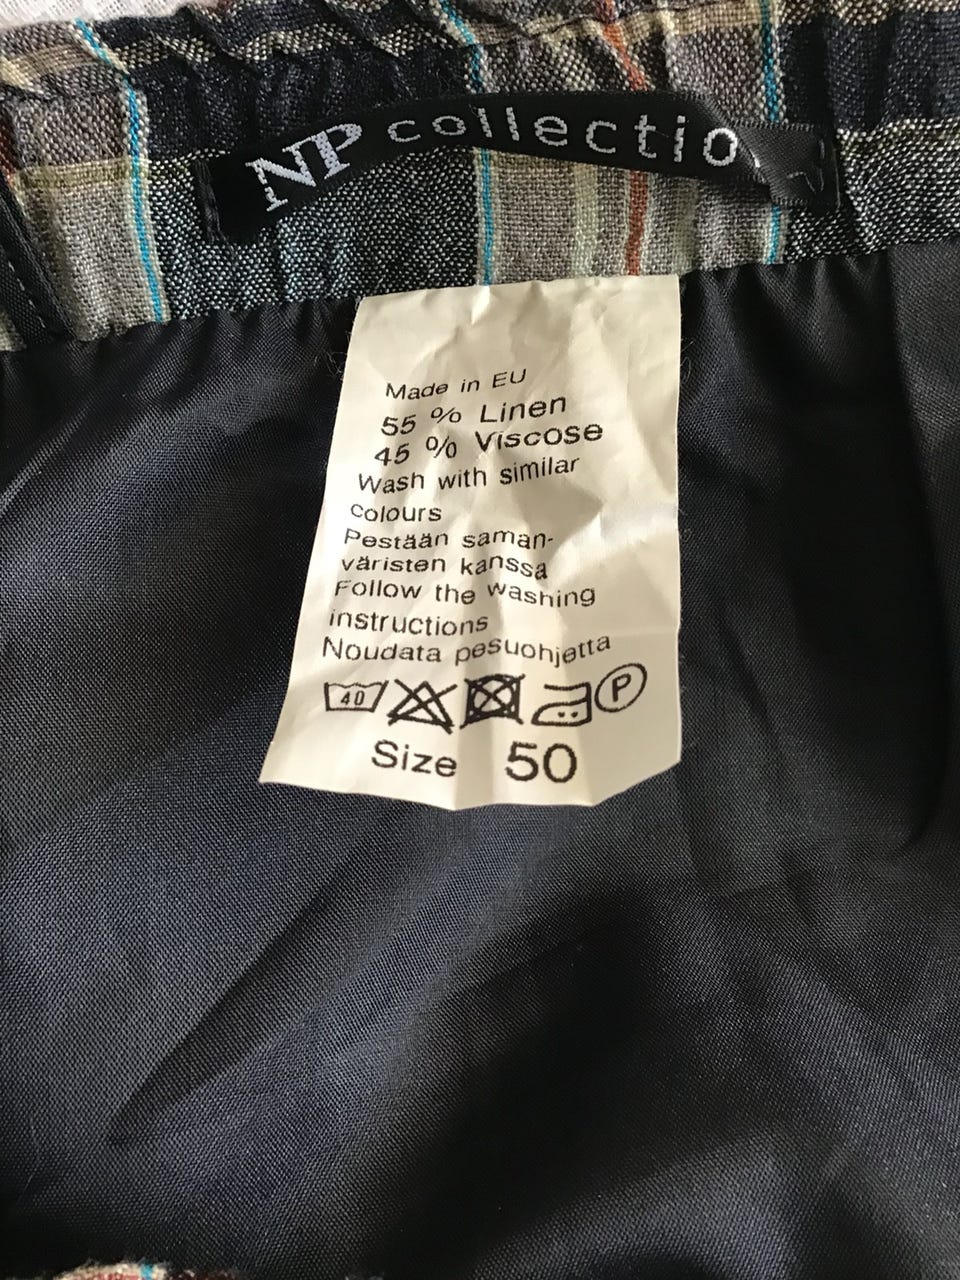 NP collectio
Made in EU
55 % Linen
45 % Viscose
Wash with similar
colours
Pestään saman-
väristen kanssa
Follow the washing
instructions
Noudata pesuohjetta
40 P
Size 50